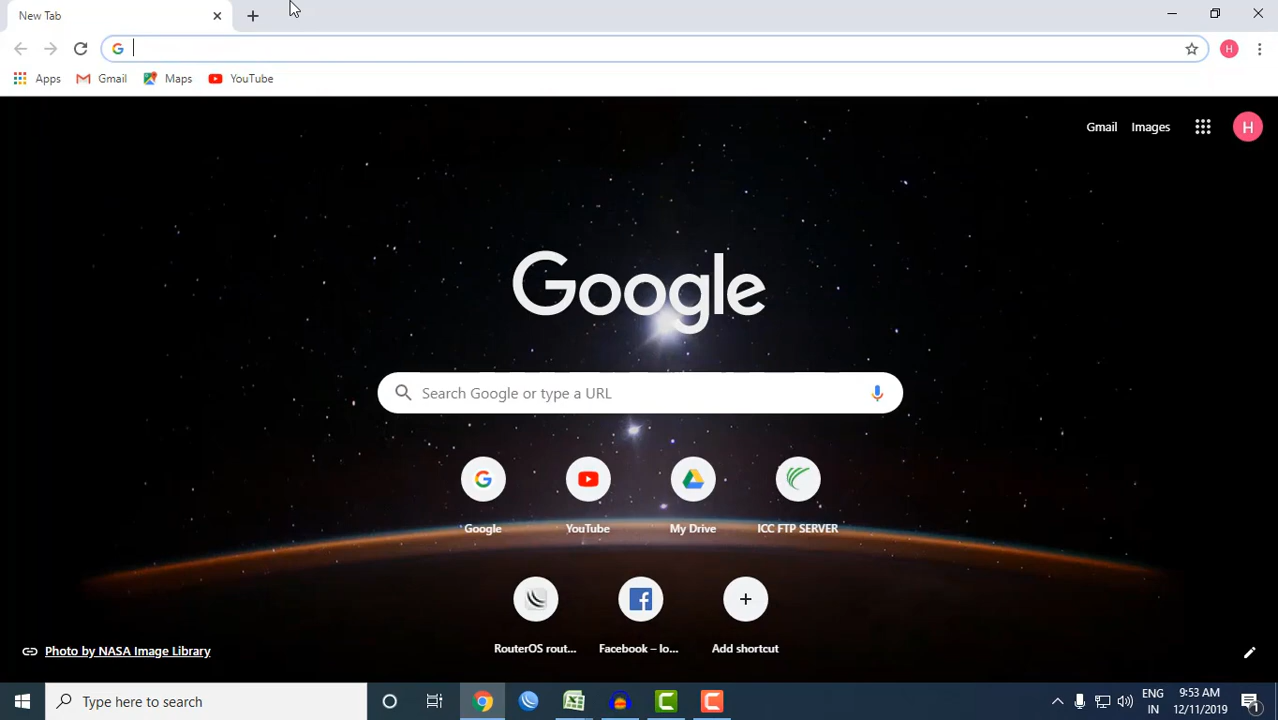 New Tab
Apps Gmail Maps YouTube
Gmail Images H
H
Google
Search Google or type a URL
Google YouTube My Drive ICC FTP SERVER
RouterOS rout... Facebook – lo... Add shortcut
Photo by NASA Image Library
Type here to search
ENG
IN
9:53 AM
12/11/2019
1